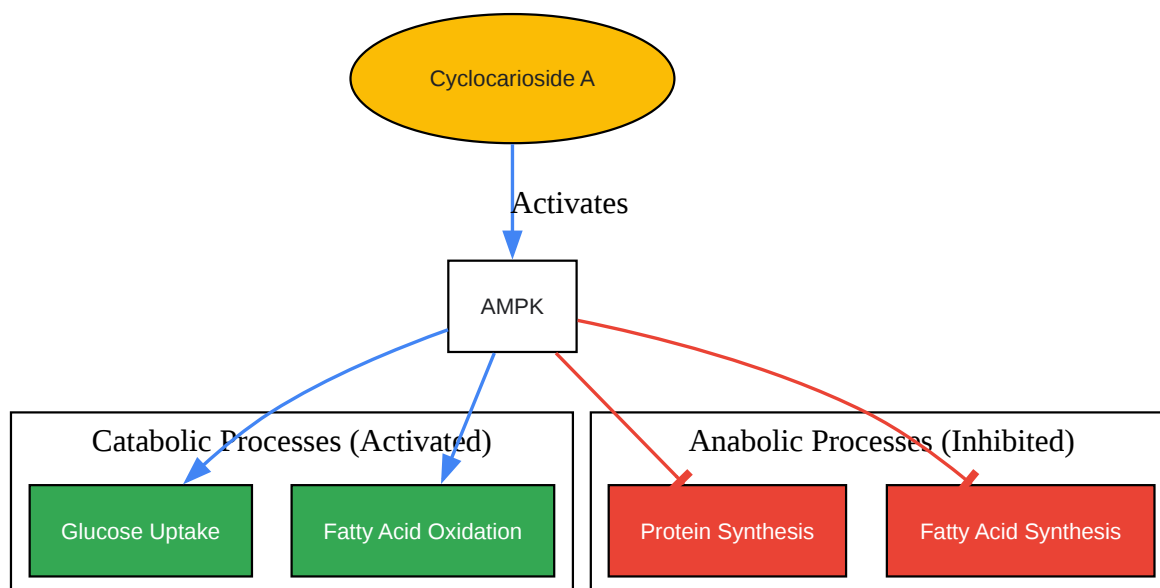 Cyclocarioside A
Activates
AMPK
Catabolic Processes (Activated)
Anabolic Processes (Inhibited)
Glucose Uptake
Fatty Acid Oxidation
Protein Synthesis
Fatty Acid Synthesis